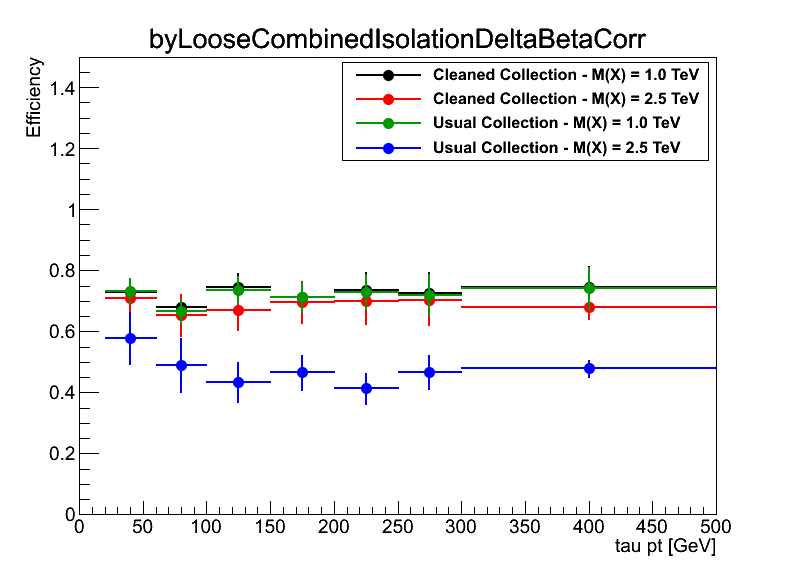 byLooseCombinedIsolationDeltaBetaCorr
Efficiency
Cleaned Collection - M(X) = 1.0 TeV
Cleaned Collection - M(X) = 2.5 TeV
Usual Collection - M(X) = 1.0 TeV
Usual Collection - M(X) = 2.5 TeV
1.4
1.2
1
0.8
0.6
0.4
0.2
0
0 50 100 150 200 250 300 350 400 450 500
tau pt [GeV]